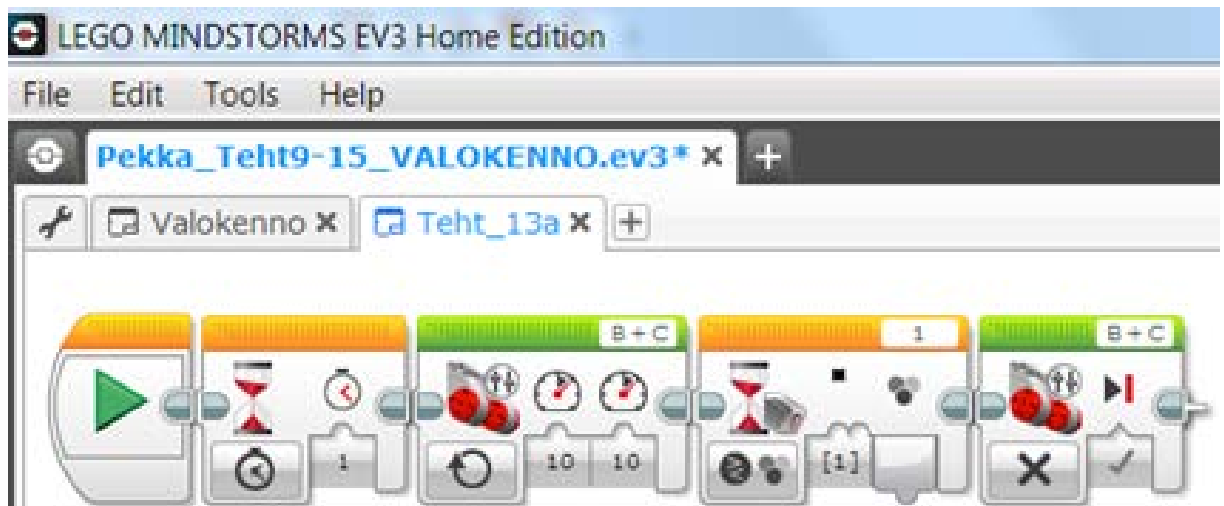 LEGO MINDSTORMS EV3 Home Edition
File Edit Tools Help
Pekka_Teht9-15_VALOKENNO.ev3* × +
Valokenno × Teht_13a × +
B + C 1 B + C
1 10 10 [1]